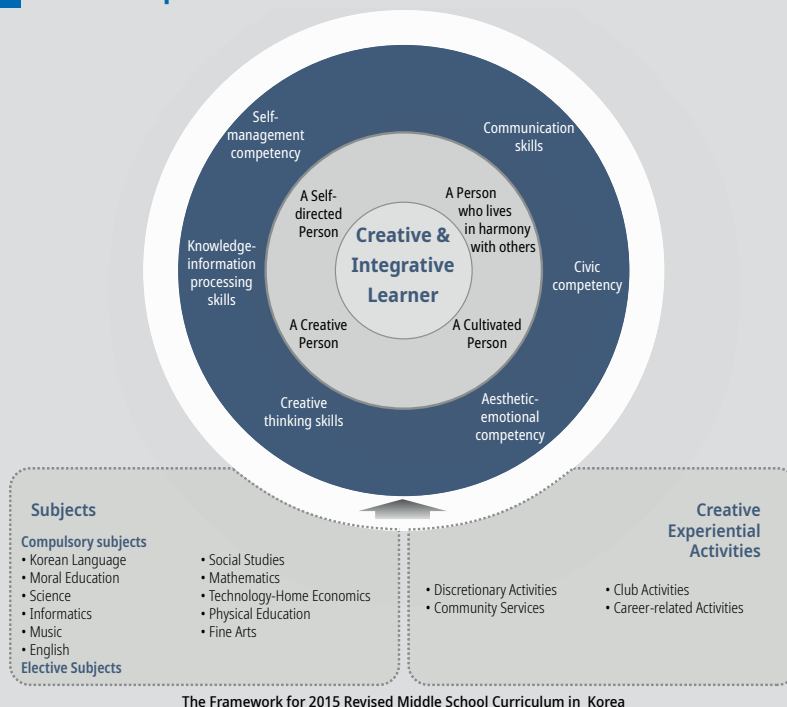 Self-
management
competency
Communication
skills
A Self-
directed
Person
A Person
who lives
in harmony
with others
Creative &
Integrative
Learner
Knowledge-
information
processing
skills
Civic
competency
A Creative
Person
A Cultivated
Person
Creative
thinking skills
Aesthetic-
emotional
competency
Subjects
Compulsory subjects
• Korean Language
• Moral Education
• Science
• Informatics
• Music
• English
• Social Studies
• Mathematics
• Technology-Home Economics
• Physical Education
• Fine Arts
Elective Subjects
Creative
Experiential
Activities
• Discretionary Activities
• Community Services
• Club Activities
• Career-related Activities
The Framework for 2015 Revised Middle School Curriculum in Korea